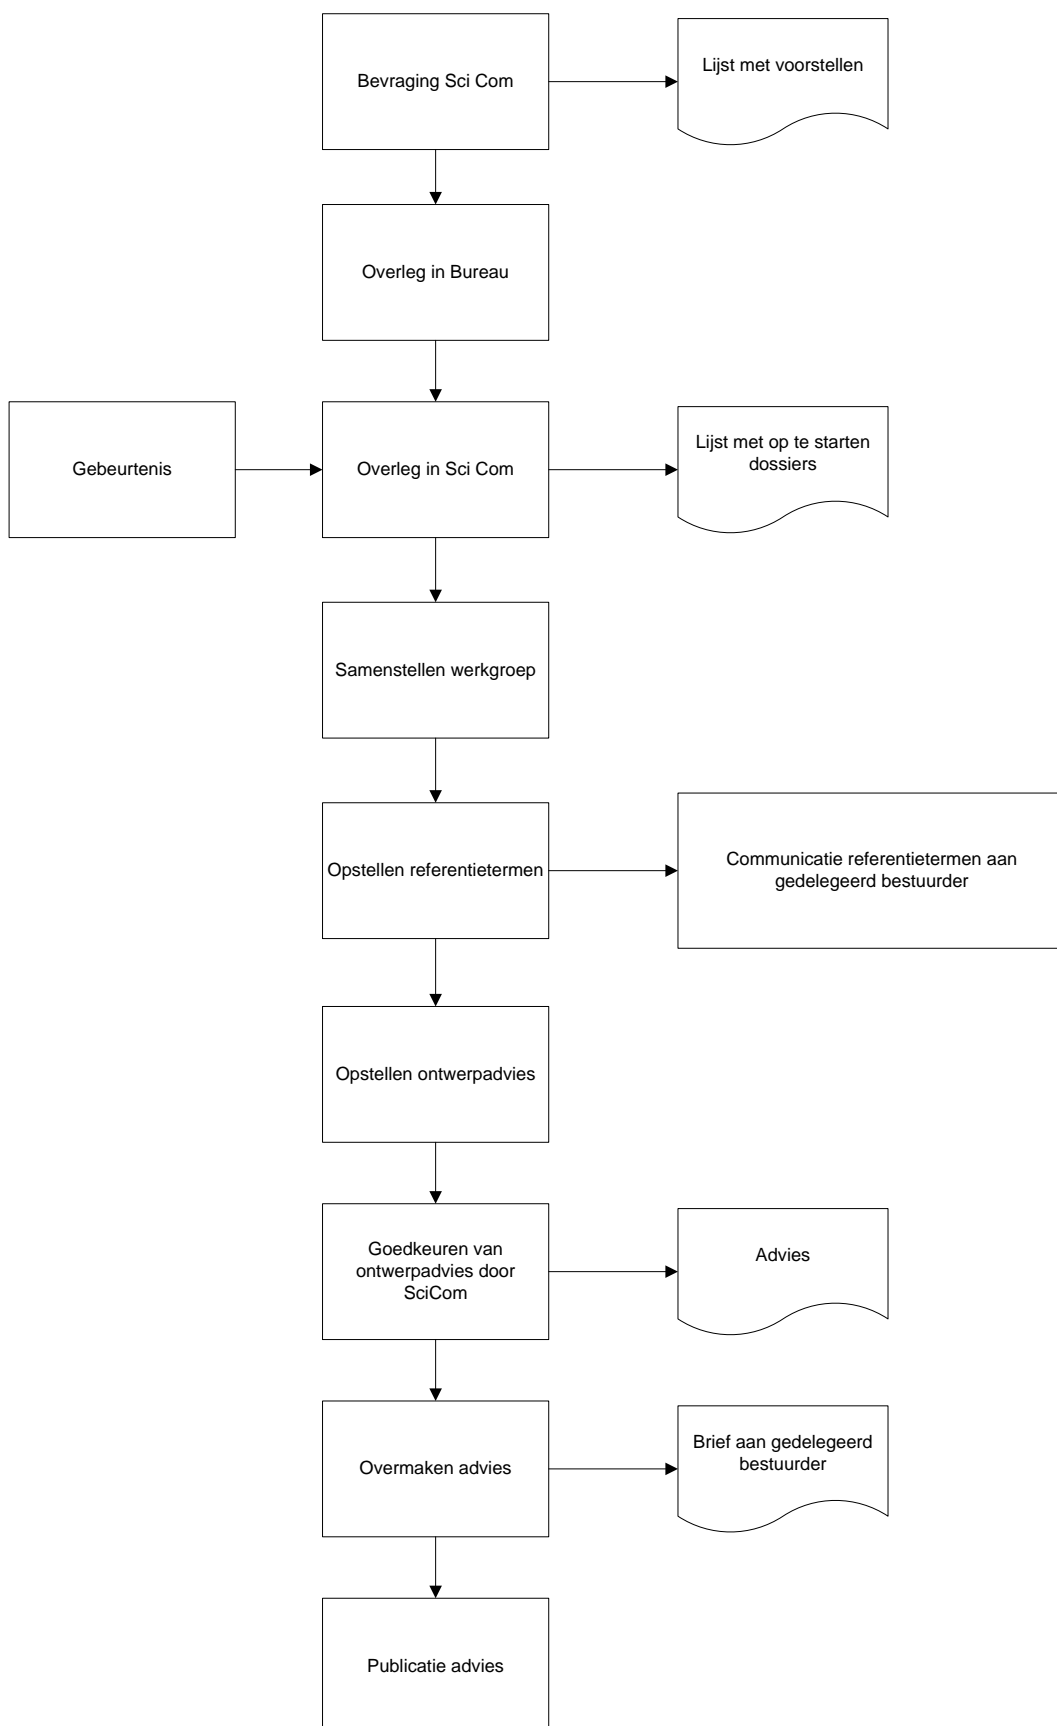 Bevraging Sci Com
Lijst met voorstellen
Overleg in Bureau
Gebeurtenis
Overleg in Sci Com
Lijst met op te starten
dossiers
Samenstellen werkgroep
Opstellen referentietermen
Communicatie referentietermen aan
gedelegeerd bestuurder
Opstellen ontwerpadvies
Goedkeuren van
ontwerpadvies door
SciCom
Advies
Overmaken advies
Brief aan gedelegeerd
bestuurder
Publicatie advies